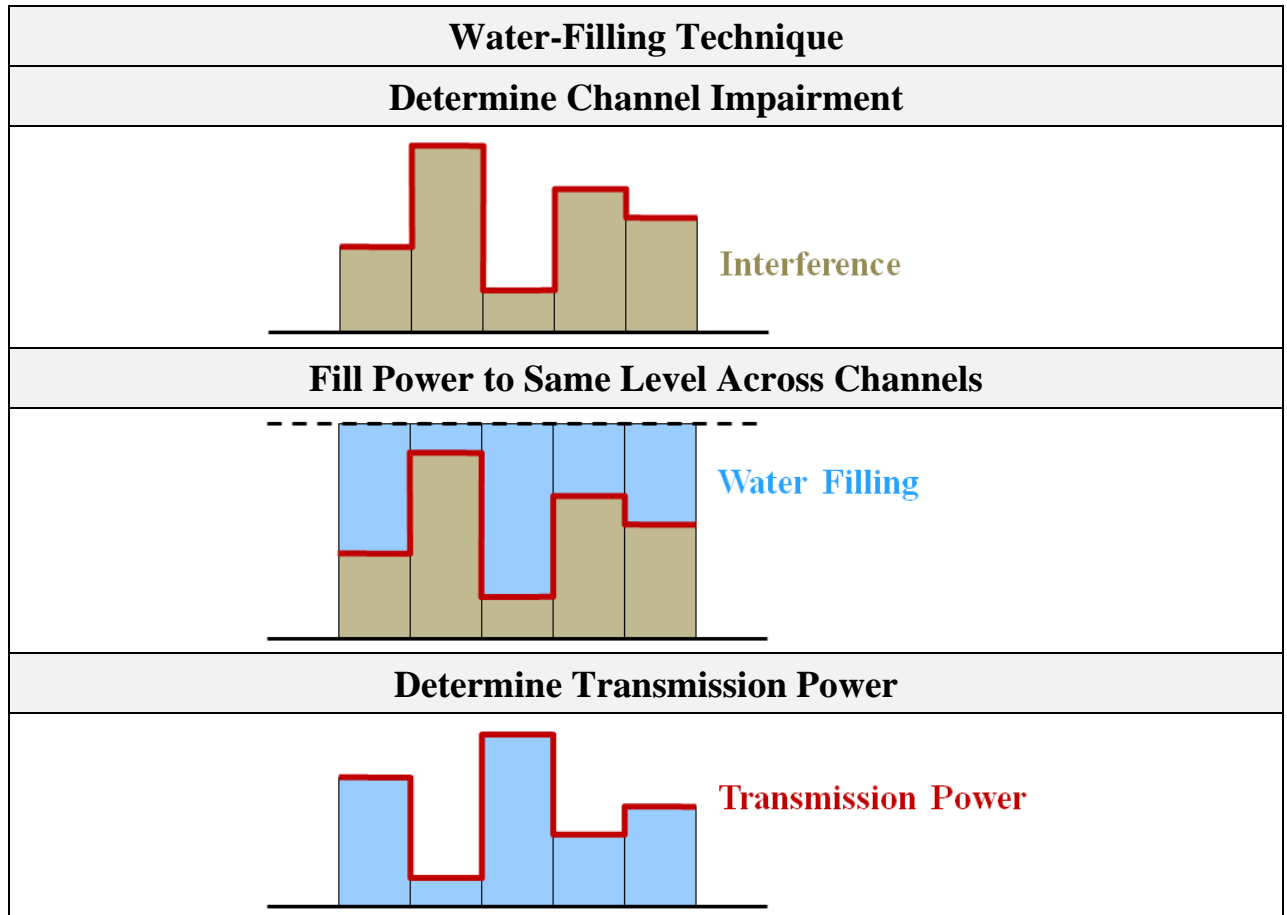 Water-Filling Technique
Determine Channel Impairment
Interference
Fill Power to Same Level Across Channels
Water Filling
Determine Transmission Power
Transmission Power